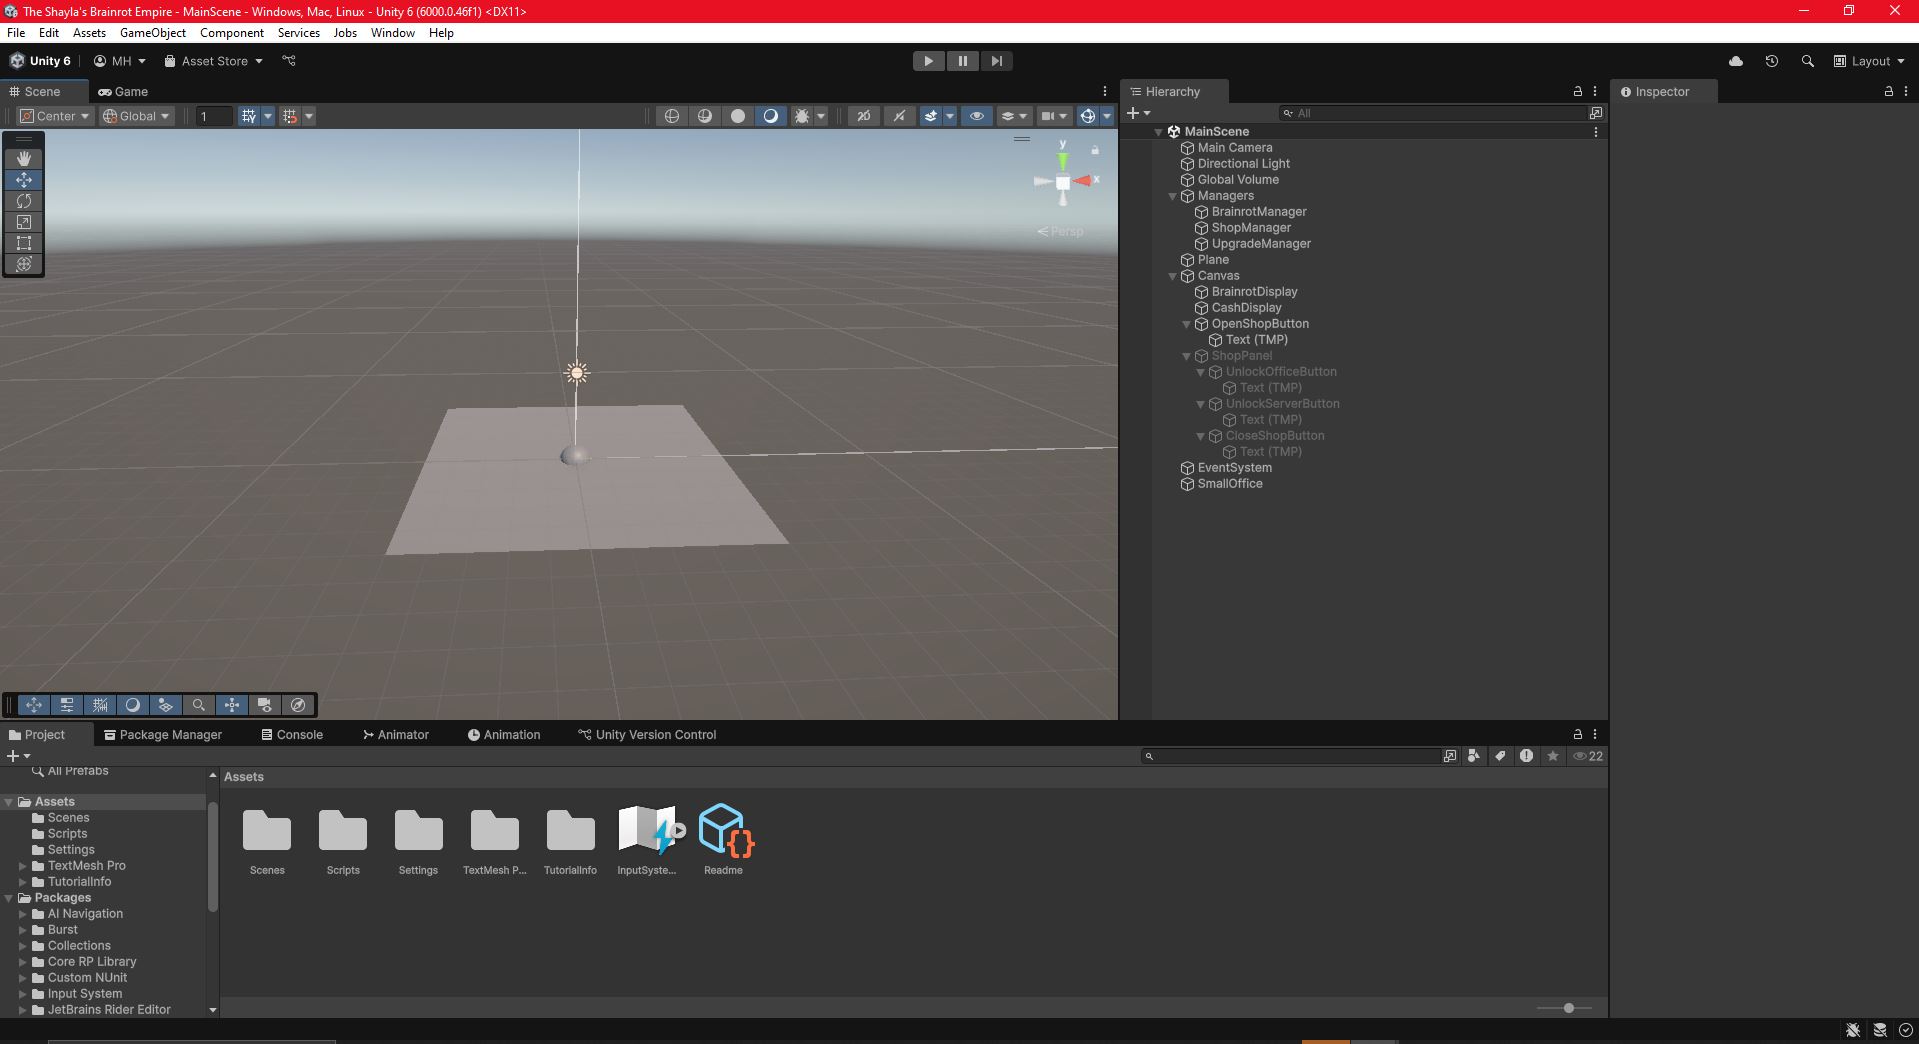 The Shayla's Brainrot Empire - MainScene - Windows, Mac, Linux - Unity 6 (6000.0.46f1) <DX11>
File Edit Assets GameObject Component Services Jobs Window Help
Unity 6 MH Asset Store Layout
Scene Game
Center Global 1 2D
y
x
Persp
Hierarchy
All
MainScene
Main Camera
Directional Light
Global Volume
Managers
BrainrotManager
ShopManager
UpgradeManager
Plane
Canvas
BrainrotDisplay
CashDisplay
OpenShopButton
Text (TMP)
ShopPanel
UnlockOfficeButton
Text (TMP)
UnlockServerButton
Text (TMP)
CloseShopButton
Text (TMP)
EventSystem
SmallOffice
Inspector
Project Package Manager Console Animator Animation Unity Version Control
22
All Prefabs
Assets
Scenes
Scripts
Settings
TextMesh Pro
TutorialInfo
Packages
AI Navigation
Burst
Collections
Core RP Library
Custom NUnit
Input System
JetBrains Rider Editor
Assets
Scenes Scripts Settings TextMesh P... TutorialInfo InputSyste... Readme